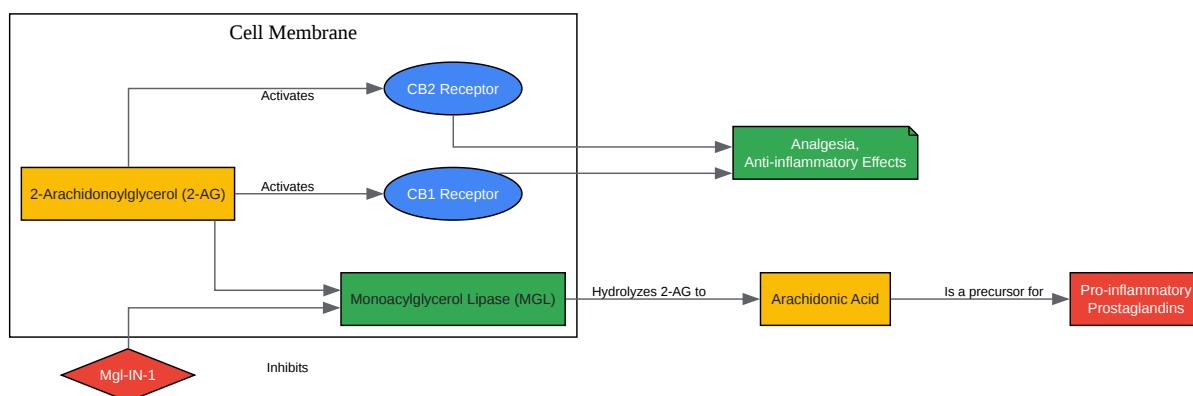 Cell Membrane
CB2 Receptor
Activates
Analgesia,
Anti-inflammatory Effects
2-Arachidonoylglycerol (2-AG)
Activates
CB1 Receptor
Monoacylglycerol Lipase (MGL)
Hydrolyzes 2-AG to
Arachidonic Acid
Is a precursor for
Pro-inflammatory
Prostaglandins
Mgl-IN-1
Inhibits